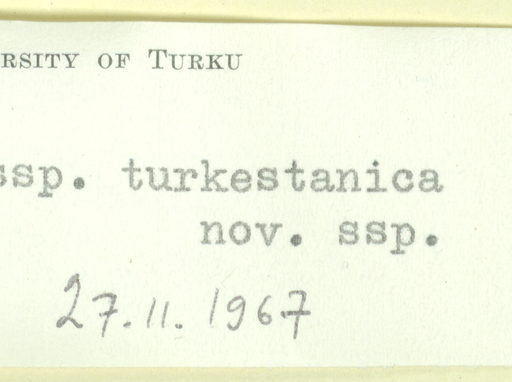 RSITY OF TURKU
ssp. turkestanica
nov. ssp.
27.11.1967